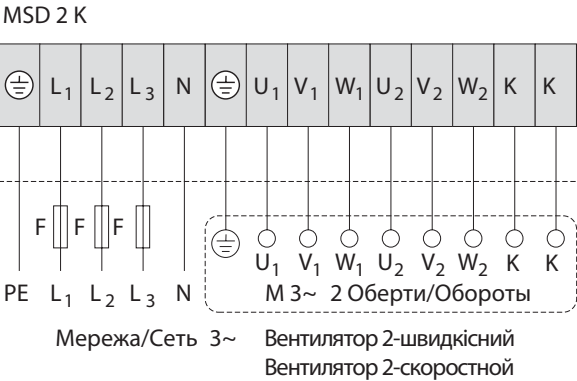 MSD 2 K
L1 L2 L3 N U1 V1 W1 U2 V2 W2 K K
F F F
U1 V1 W1 U2 V2 W2 K K
PE L1 L2 L3 N M 3~ 2 Оберти/Обороты
Мережа/Сеть 3~ Вентилятор 2-швидкісний
Вентилятор 2-скоростной